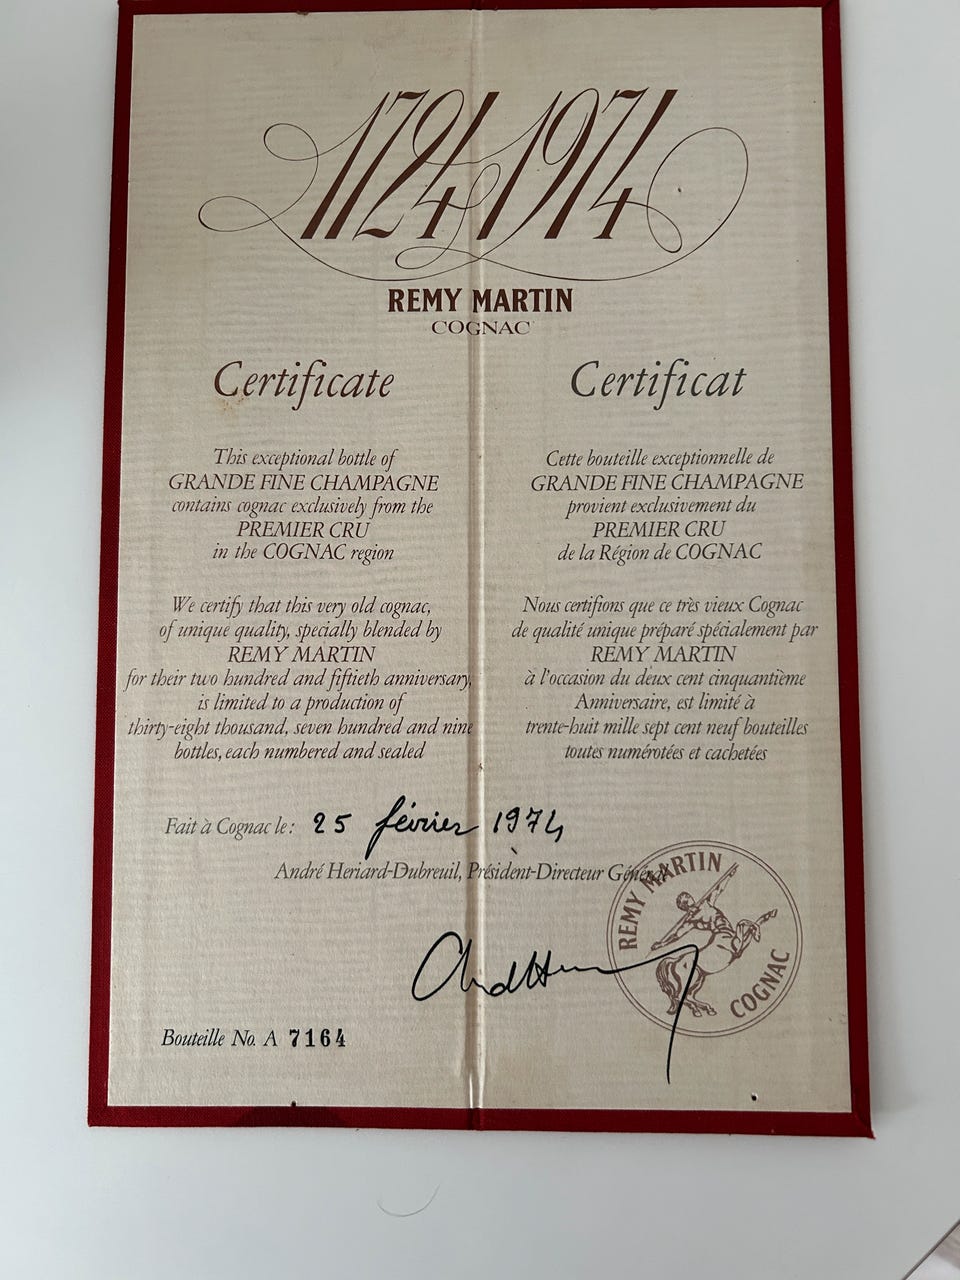 1724 1974
REMY MARTIN
COGNAC
Certificate
This exceptional bottle of
GRANDE FINE CHAMPAGNE
contains cognac exclusively from the
PREMIER CRU
in the COGNAC region
We certify that this very old cognac,
of unique quality, specially blended by
REMY MARTIN
for their two hundred and fiftieth anniversary,
is limited to a production of
thirty-eight thousand, seven hundred and nine
bottles, each numbered and sealed
Certificat
Cette bouteille exceptionnelle de
GRANDE FINE CHAMPAGNE
provient exclusivement du
PREMIER CRU
de la Région de COGNAC
Nous certifions que ce très vieux Cognac
de qualité unique préparé spécialement par
REMY MARTIN
à l'occasion du deux cent cinquantième
Anniversaire, est limité à
trente-huit mille sept cent neuf bouteilles
toutes numérotées et cachetées
Fait à Cognac le: 25 février 1974
André Heriard-Dubreuil, Président-Directeur Général
REMY MARTIN
COGNAC
Bouteille No. A 7164